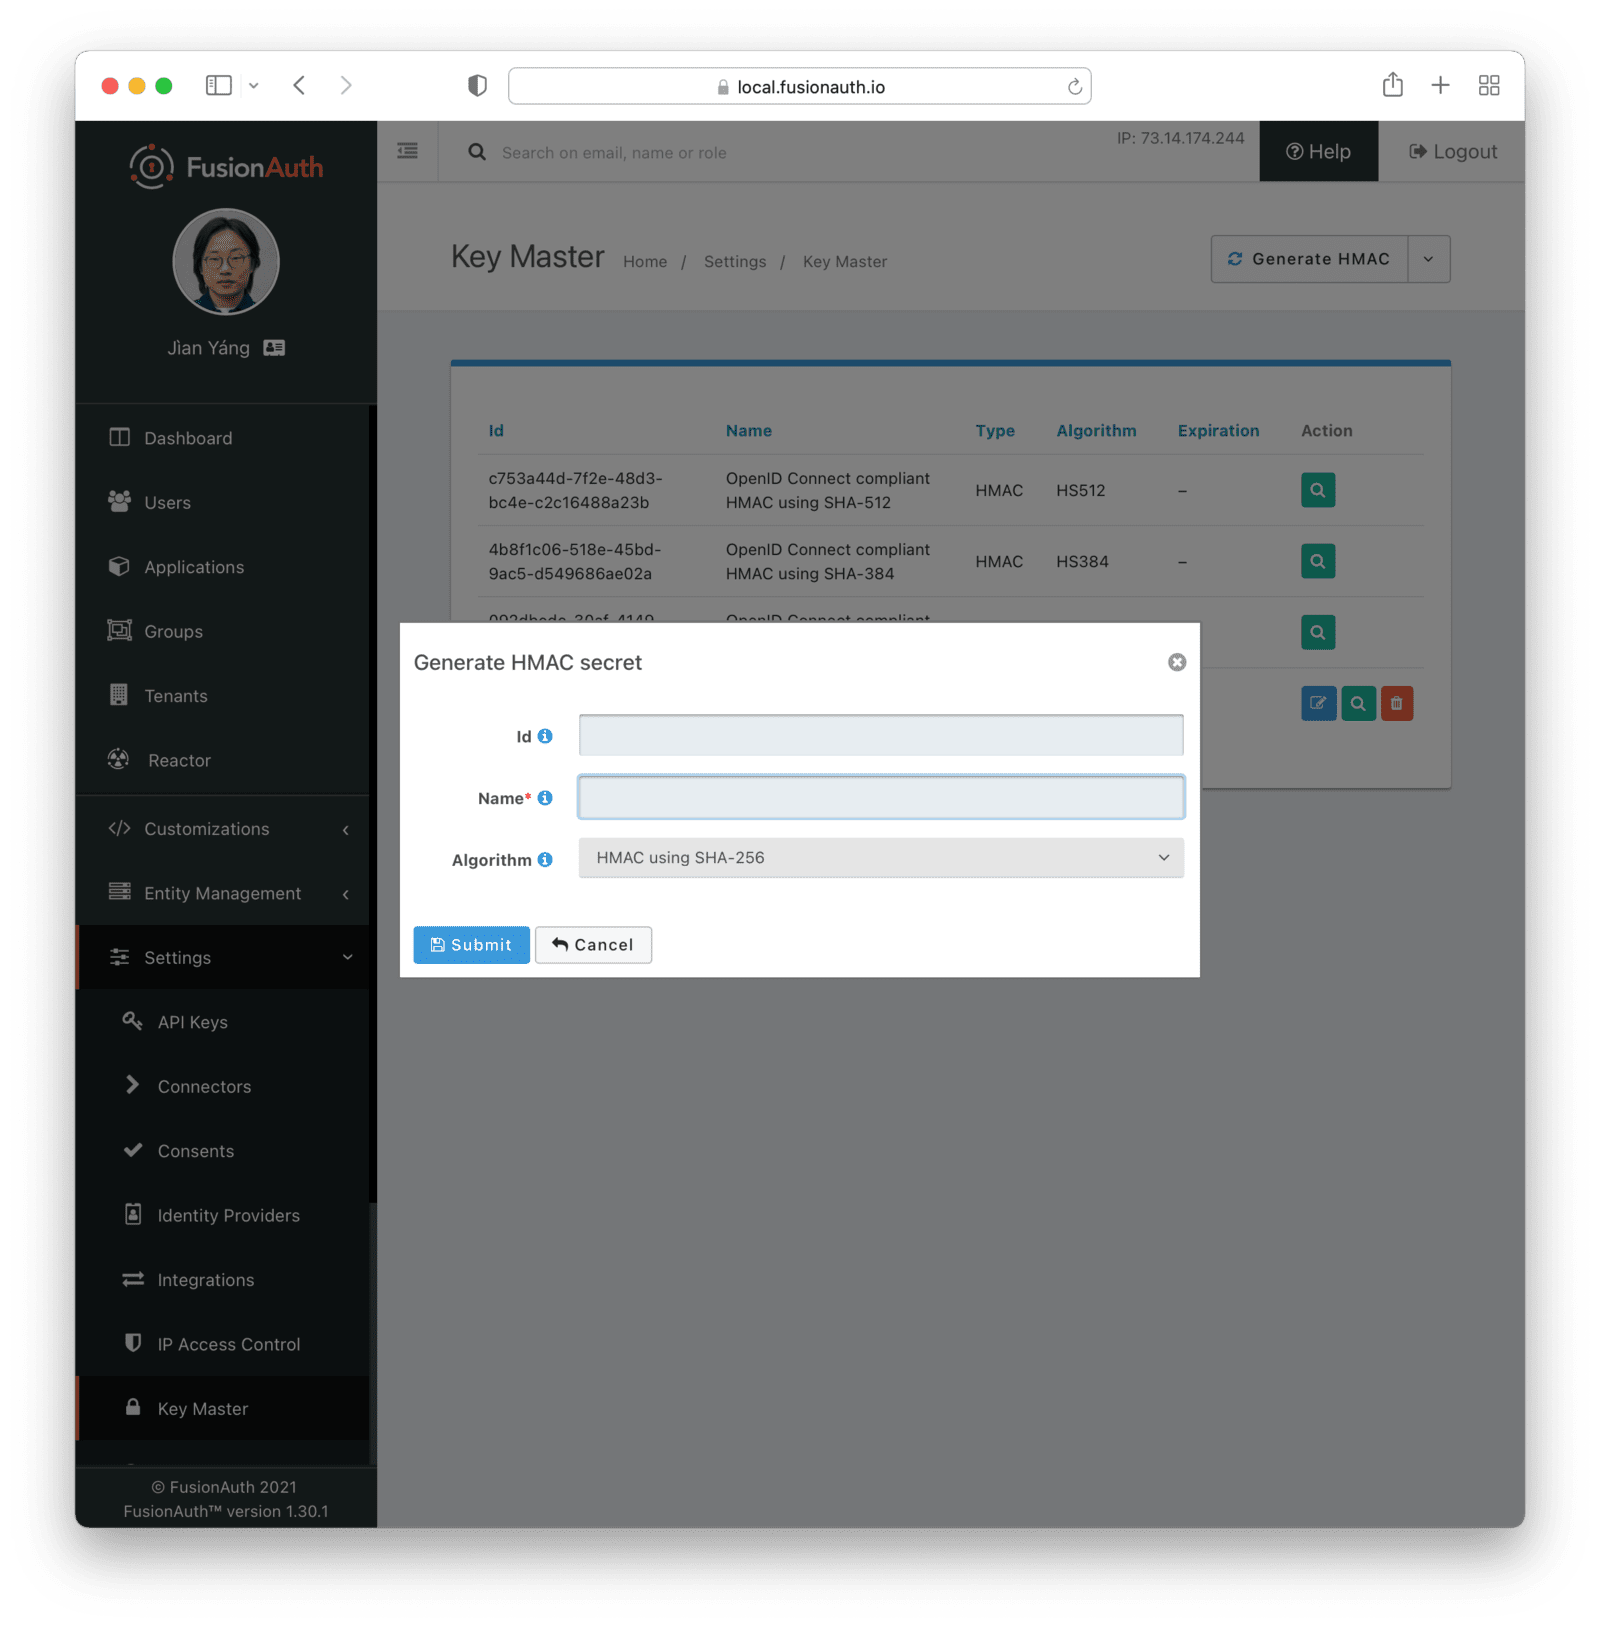 local.fusionauth.io
FusionAuth
Jìan Yáng
Dashboard
Users
Applications
Groups
Tenants
Reactor
Customizations
Entity Management
Settings
API Keys
Connectors
Consents
Identity Providers
Integrations
IP Access Control
Key Master
© FusionAuth 2021
FusionAuth™ version 1.30.1
Search on email, name or role
IP: 73.14.174.244
Help
Logout
Key Master Home / Settings / Key Master
Generate HMAC
Id Name Type Algorithm Expiration Action
c753a44d-7f2e-48d3-
bc4e-c2c16488a23b
OpenID Connect compliant
HMAC using SHA-512
HMAC HS512 –
4b8f1c06-518e-45bd-
9ac5-d549686ae02a
OpenID Connect compliant
HMAC using SHA-384
HMAC HS384 –
OpenID Connect compliant
Generate HMAC secret
Id
Name*
Algorithm HMAC using SHA-256
Submit Cancel